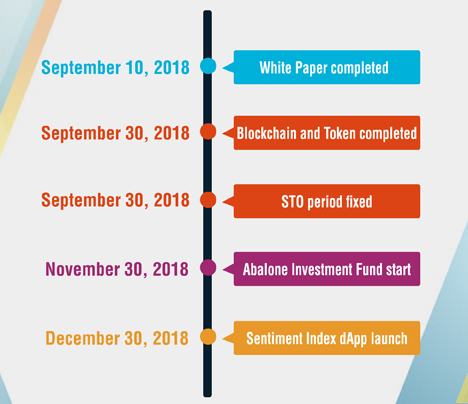 September 10, 2018 White Paper completed
September 30, 2018 Blockchain and Token completed
September 30, 2018 STO period fixed
November 30, 2018 Abalone Investment Fund start
December 30, 2018 Sentiment Index dApp launch